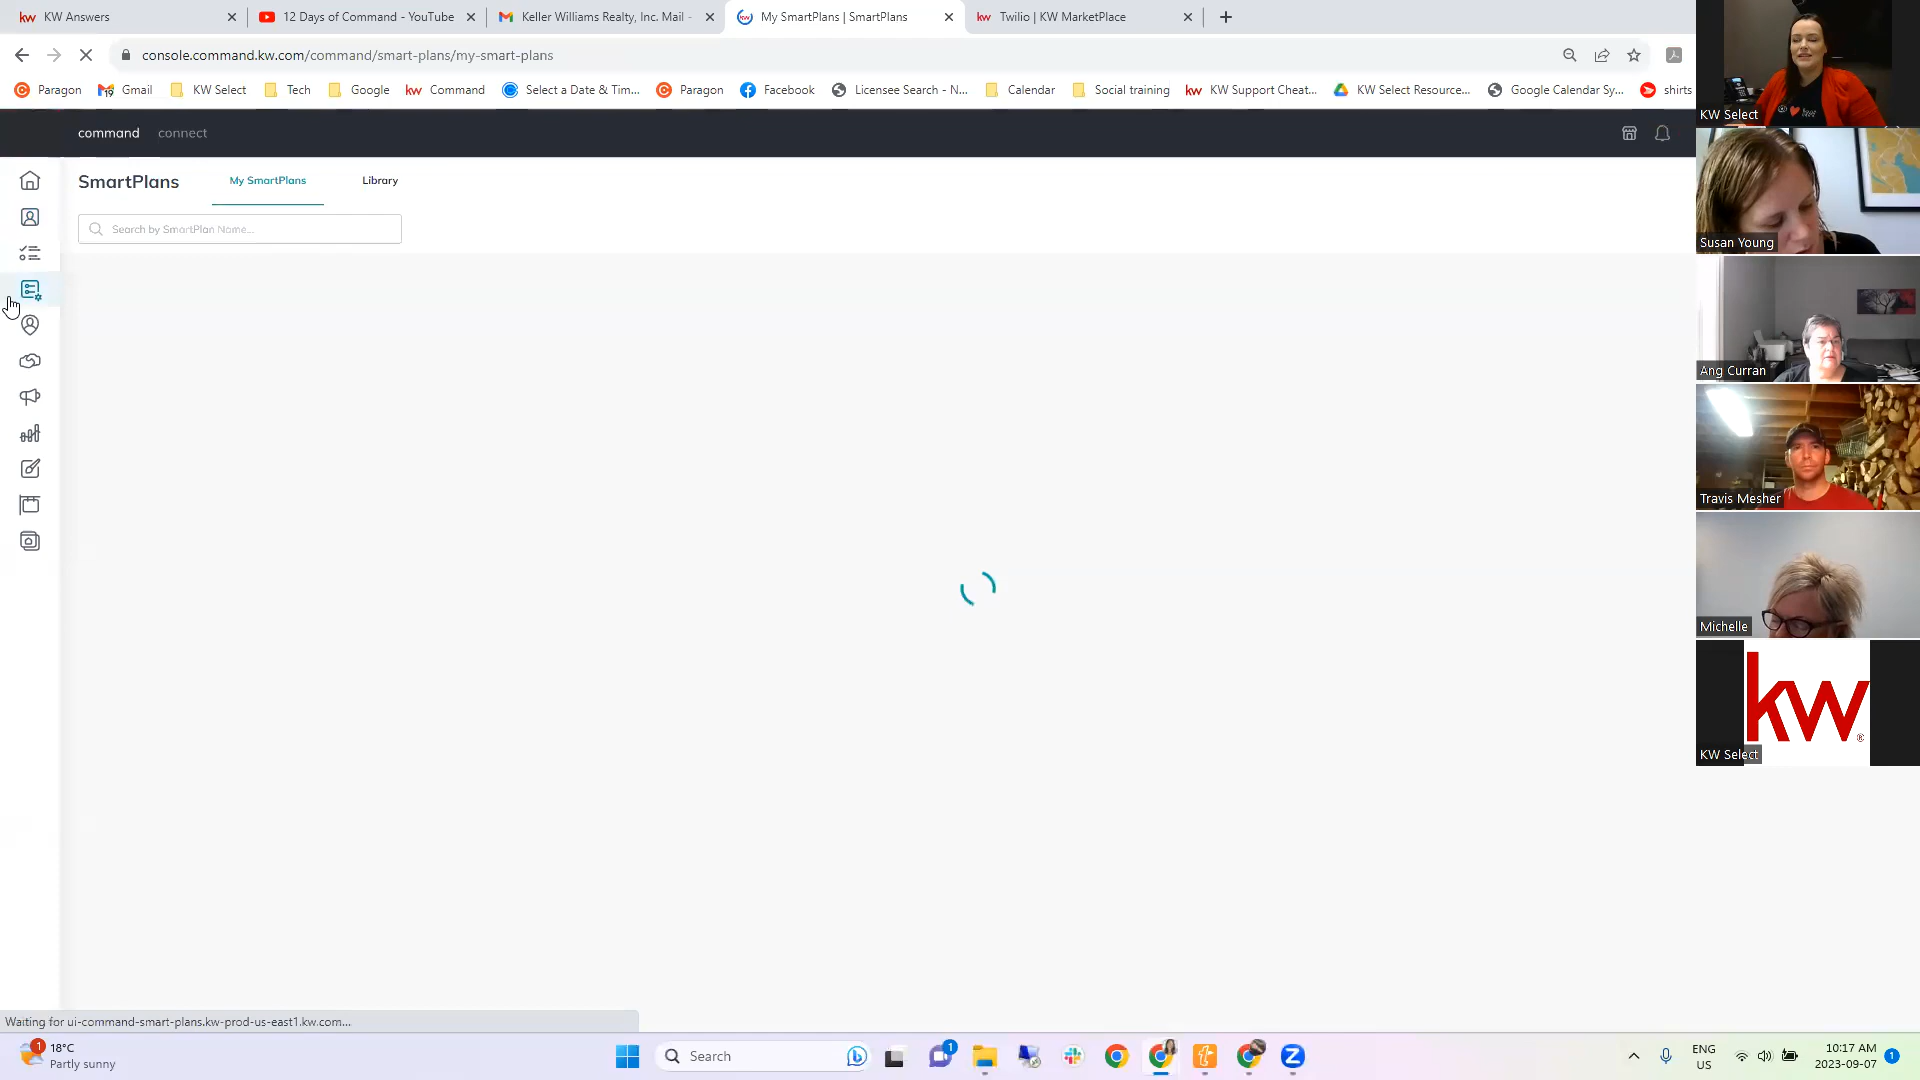 KW Answers
12 Days of Command - YouTube
Keller Williams Realty, Inc. Mail -
My SmartPlans | SmartPlans
Twilio | KW MarketPlace
console.command.kw.com/command/smart-plans/my-smart-plans
Paragon
Gmail
KW Select
Tech
Google
Command
Select a Date & Tim...
Paragon
Facebook
Licensee Search - N...
Calendar
Social training
KW Support Cheat...
KW Select Resource...
Google Calendar Sy...
shirts
command
connect
SmartPlans
My SmartPlans
Library
Search by SmartPlan Name...
KW Select
Susan Young
Ang Curran
Travis Mesher
Michelle
kw
KW Select
Waiting for ui-command-smart-plans.kw-prod-us-east1.kw.com...
1
18°C
Partly sunny
Search
1
ENG
US
10:17 AM
2023-09-07
1